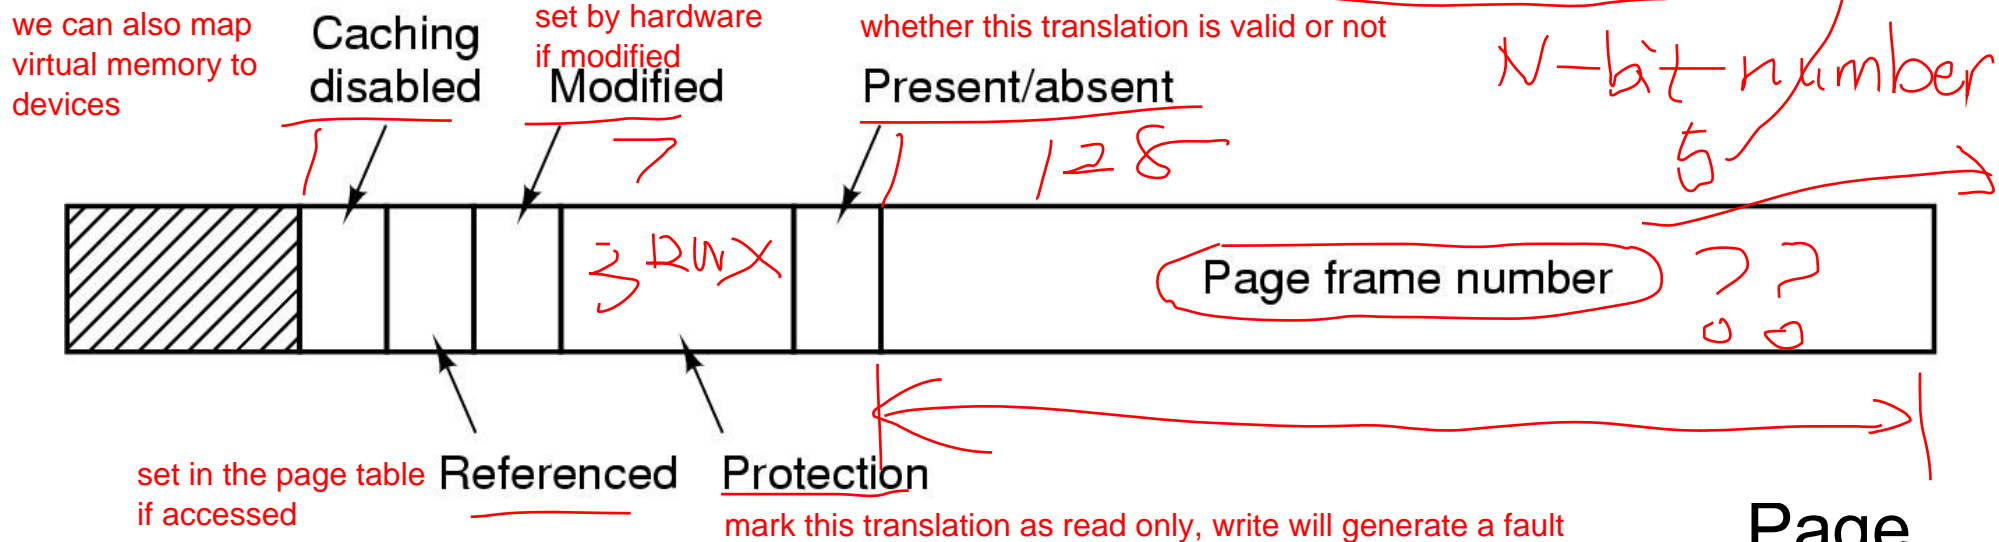 we can also map
virtual memory to
devices
Caching
disabled
set by hardware
if modified
Modified
whether this translation is valid or not
Present/absent
N-bit-number
7
128
5
3 RWX
Page frame number
??
set in the page table
if accessed
Referenced
Protection
mark this translation as read only, write will generate a fault
Page